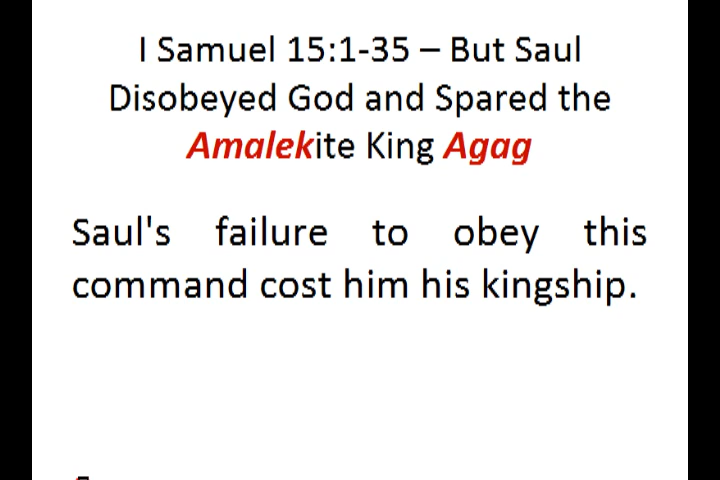 I Samuel 15:1-35 – But Saul
Disobeyed God and Spared the
Amalekite King Agag
Saul's failure to obey this
command cost him his kingship.